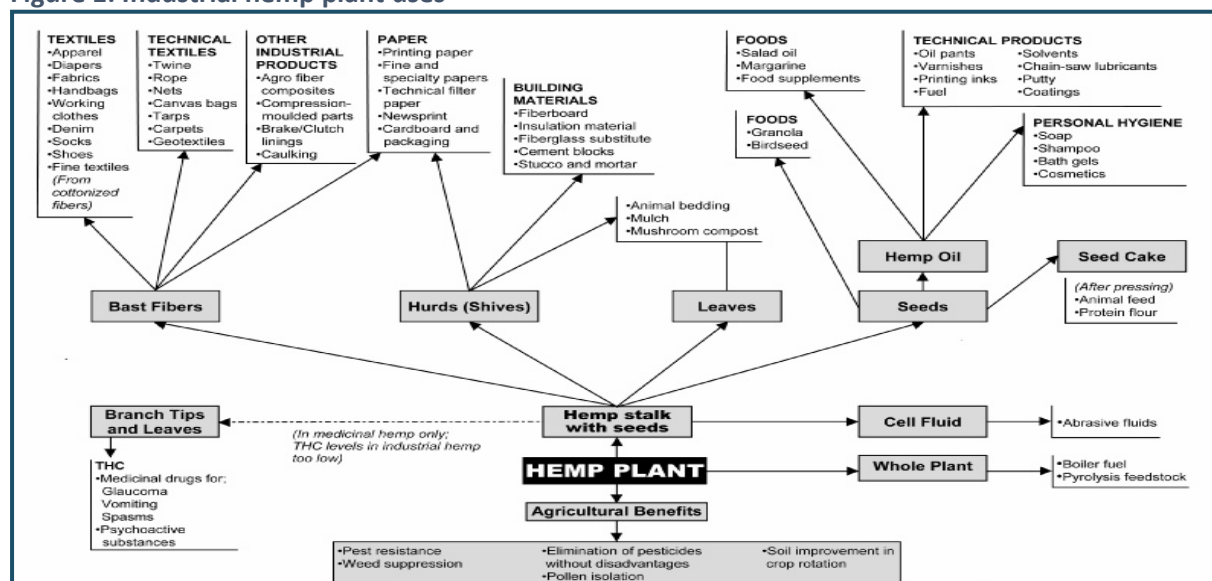 Figure 1: Industrial hemp plant uses
TEXTILES
•Apparel
•Diapers
•Fabrics
•Handbags
•Working
clothes
•Denim
•Socks
•Shoes
•Fine textiles
(From
cottonized
fibers)
TECHNICAL
TEXTILES
•Twine
•Rope
•Nets
•Canvas bags
•Tarps
•Carpets
•Geotextiles
OTHER
INDUSTRIAL
PRODUCTS
•Agro fiber
composites
•Compression-
moulded parts
•Brake/Clutch
linings
•Caulking
PAPER
•Printing paper
•Fine and
specialty papers
•Technical filter
paper
•Newsprint
•Cardboard and
packaging
BUILDING
MATERIALS
•Fiberboard
•Insulation material
•Fiberglass substitute
•Cement blocks
•Stucco and mortar
FOODS
•Salad oil
•Margarine
•Food supplements
TECHNICAL PRODUCTS
•Oil pants
•Varnishes
•Printing inks
•Fuel
•Solvents
•Chain-saw lubricants
•Putty
•Coatings
FOODS
•Granola
•Birdseed
PERSONAL HYGIENE
•Soap
•Shampoo
•Bath gels
•Cosmetics
•Animal bedding
•Mulch
•Mushroom compost
Hemp Oil
Seed Cake
(After pressing)
•Animal feed
•Protein flour
Bast Fibers
Hurds (Shives)
Leaves
Seeds
Branch Tips
and Leaves
(In medicinal hemp only;
THC levels in industrial hemp
too low)
Hemp stalk
with seeds
Cell Fluid
•Abrasive fluids
THC
•Medicinal drugs for;
Glaucoma
Vomiting
Spasms
•Psychoactive
substances
HEMP PLANT
Whole Plant
•Boiler fuel
•Pyrolysis feedstock
Agricultural Benefits
•Pest resistance
•Weed suppression
•Elimination of pesticides
without disadvantages
•Pollen isolation
•Soil improvement in
crop rotation